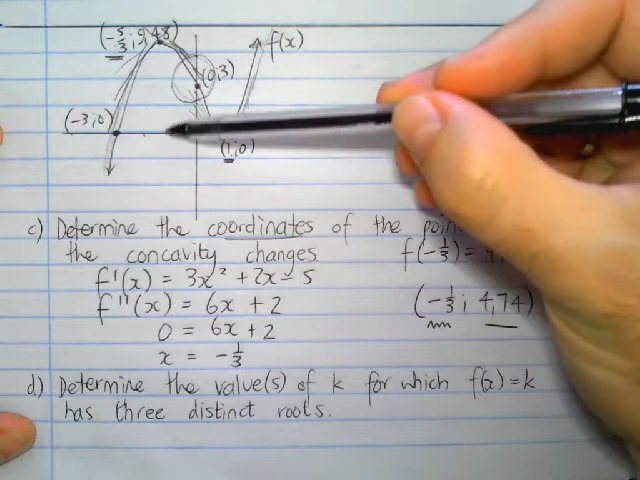 (-5/3 ; 9,48)
f(x)
(0;3)
(-3;0)
(1;0)
c) Determine the coordinates of the
the concavity changes
f(-1/3) =
f'(x) = 3x² + 2x - 5
f''(x) = 6x + 2
(-1/3 ; 4,74)
0 = 6x + 2
x = -1/3
d) Determine the value(s) of k for which f(x) = k
has three distinct roots.